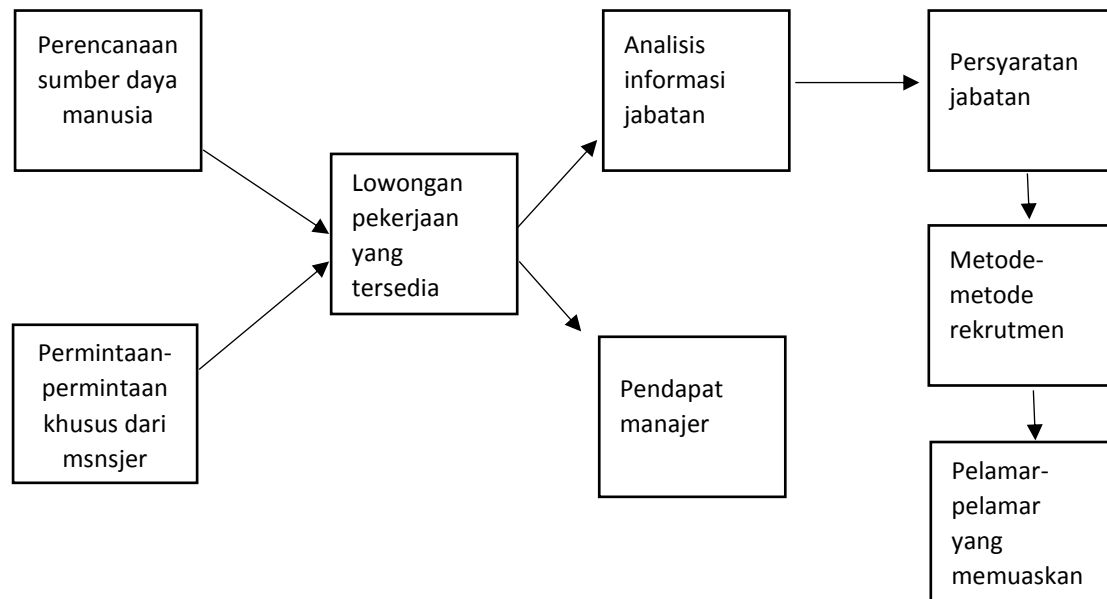 Perencanaan
sumber daya
manusia
Permintaan-
permintaan
khusus dari
msnsjer
Lowongan
pekerjaan
yang
tersedia
Analisis
informasi
jabatan
Pendapat
manajer
Persyaratan
jabatan
Metode-
metode
rekrutmen
Pelamar-
pelamar
yang
memuaskan